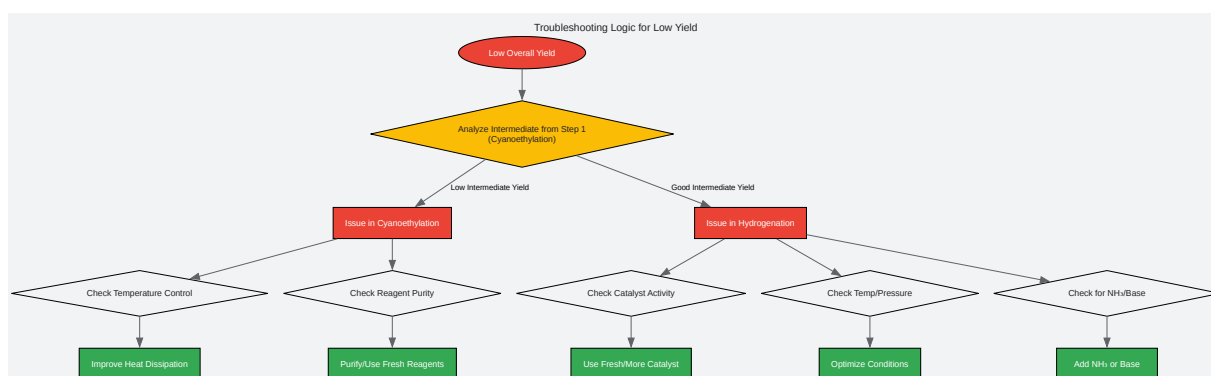 Troubleshooting Logic for Low Yield
Low Overall Yield
Analyze Intermediate from Step 1
(Cyanoethylation)
Low Intermediate Yield
Good Intermediate Yield
Issue in Cyanoethylation
Issue in Hydrogenation
Check Temperature Control
Check Reagent Purity
Check Catalyst Activity
Check Temp/Pressure
Check for NH₃/Base
Improve Heat Dissipation
Purify/Use Fresh Reagents
Use Fresh/More Catalyst
Optimize Conditions
Add NH₃ or Base